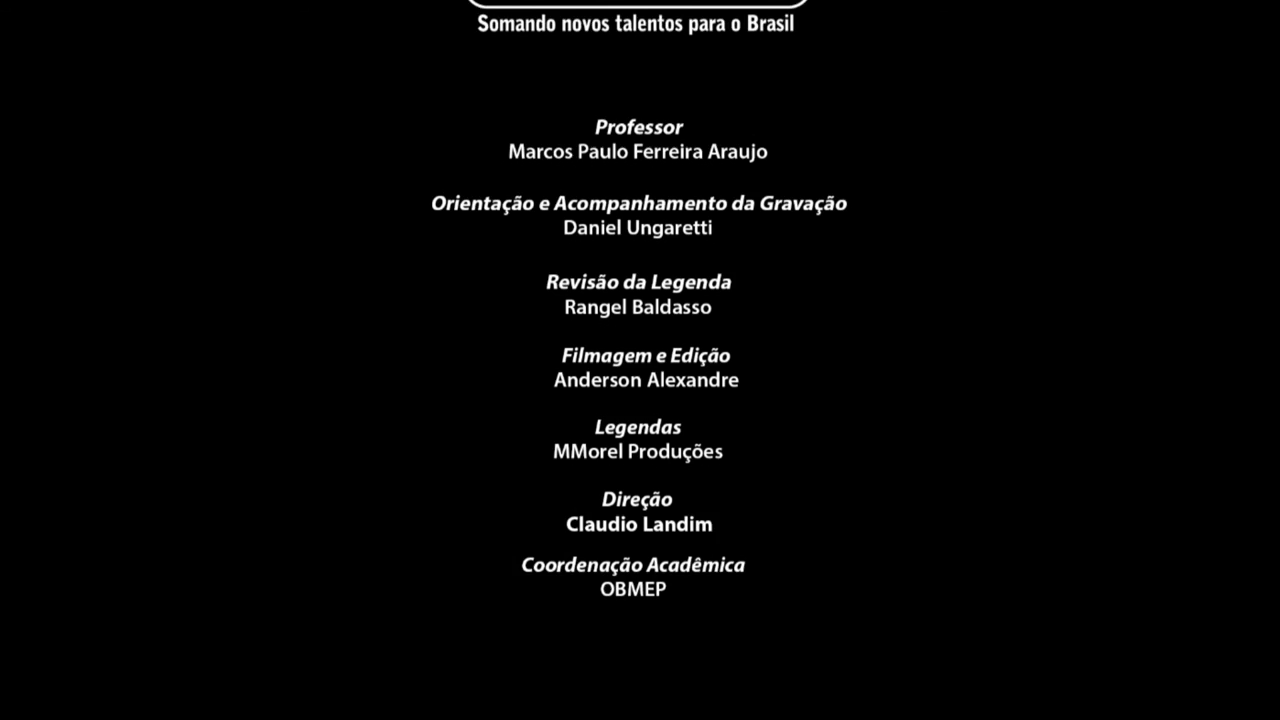 Somando novos talentos para o Brasil
Professor
Marcos Paulo Ferreira Araujo
Orientação e Acompanhamento da Gravação
Daniel Ungaretti
Revisão da Legenda
Rangel Baldasso
Filmagem e Edição
Anderson Alexandre
Legendas
MMorel Produções
Direção
Claudio Landim
Coordenação Acadêmica
OBMEP